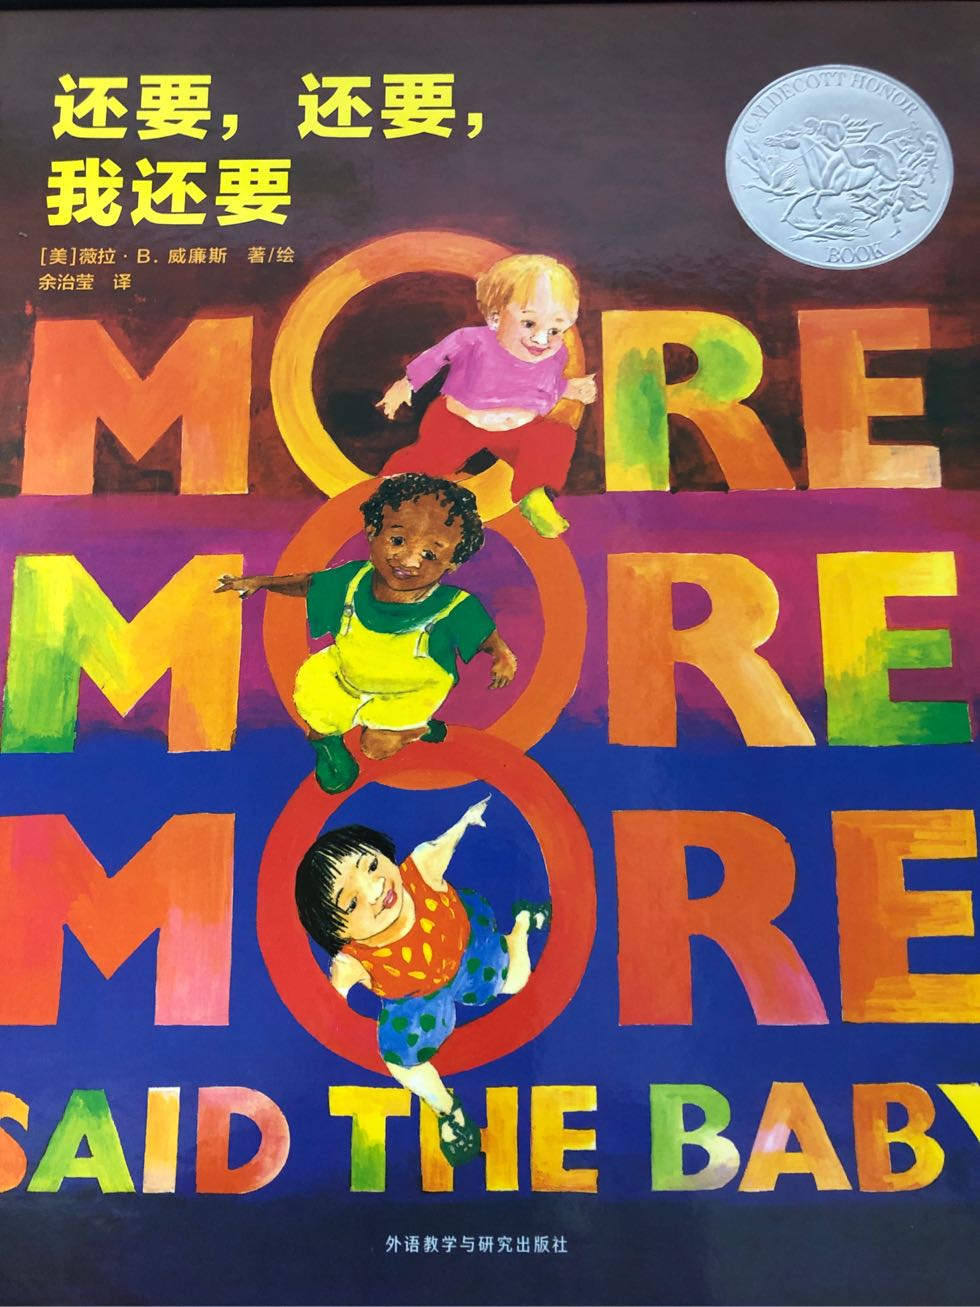 还要，还要，
我还要
[美]薇拉·B. 威廉斯 著/绘
余治莹 译
CALDECOTT HONOR
BOOK
MORE
MORE
MORE
SAID THE BABY
外语教学与研究出版社